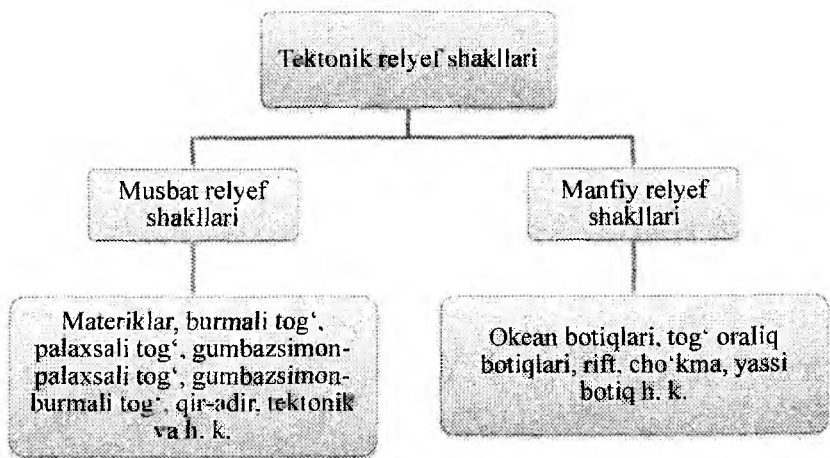 Tektonik relyef shakllari
Musbat relyef
shakllari
Manfiy relyef
shakllari
Materiklar, burmali tog‘,
palaxsali tog‘, gumbazsimon-
palaxsali tog‘, gumbazsimon-
burmali tog‘, qir-adir, tektonik
va h. k.
Okean botiqlari, tog‘ oraliq
botiqlari, rift, cho‘kma, yassi
botiq h. k.